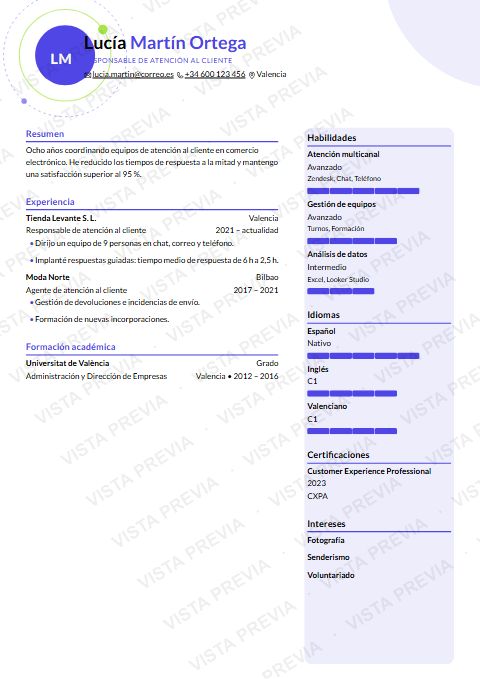 LM
Lucía Martín Ortega
RESPONSABLE DE ATENCIÓN AL CLIENTE
lucia.martin@correo.es +34 600 123 456 Valencia
Resumen
Ocho años coordinando equipos de atención al cliente en comercio
electrónico. He reducido los tiempos de respuesta a la mitad y mantengo
una satisfacción superior al 95 %.
Experiencia
Tienda Levante S. L. Valencia
Responsable de atención al cliente 2021 – actualidad
• Dirijo un equipo de 9 personas en chat, correo y teléfono.
• Implanté respuestas guiadas: tiempo medio de respuesta de 6 h a 2,5 h.
Moda Norte Bilbao
Agente de atención al cliente 2017 – 2021
• Gestión de devoluciones e incidencias de envío.
• Formación de nuevas incorporaciones.
Formación académica
Universitat de València Grado
Administración y Dirección de Empresas Valencia • 2012 – 2016
Habilidades
Atención multicanal
Avanzado
Zendesk, Chat, Teléfono
Gestión de equipos
Avanzado
Turnos, Formación
Análisis de datos
Intermedio
Excel, Looker Studio
Idiomas
Español
Nativo
Inglés
C1
Valenciano
C1
Certificaciones
Customer Experience Professional
2023
CXPA
Intereses
Fotografía
Senderismo
Voluntariado
VISTA PREVIA